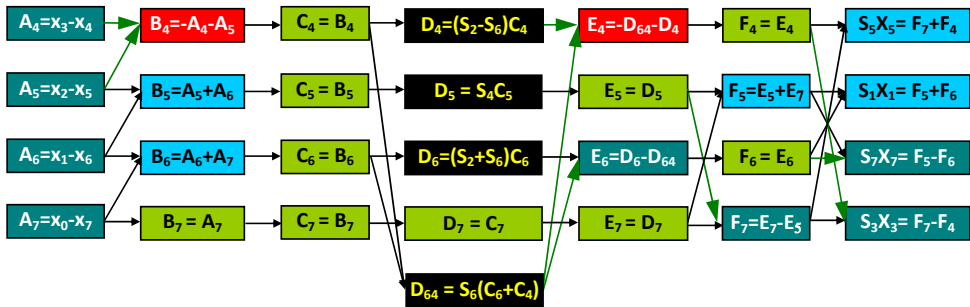 A₄=x₃-x₄ B₄=-A₄-A₅ C₄ = B₄ D₄=(S₂-S₆)C₄ E₄=-D₆₄-D₄ F₄ = E₄ S₅X₅= F₇+F₄
A₅=x₂-x₅ B₅=A₅+A₆ C₅ = B₅ D₅ = S₄C₅ E₅ = D₅ F₅=E₅+E₇ S₁X₁= F₅+F₆
A₆=x₁-x₆ B₆=A₆+A₇ C₆ = B₆ D₆=(S₂+S₆)C₆ E₆=D₆-D₆₄ F₆ = E₆ S₇X₇= F₅-F₆
A₇=x₀-x₇ B₇ = A₇ C₇ = B₇ D₇ = C₇ E₇ = D₇ F₇=E₇-E₅ S₃X₃= F₇-F₄
D₆₄ = S₆(C₆+C₄)